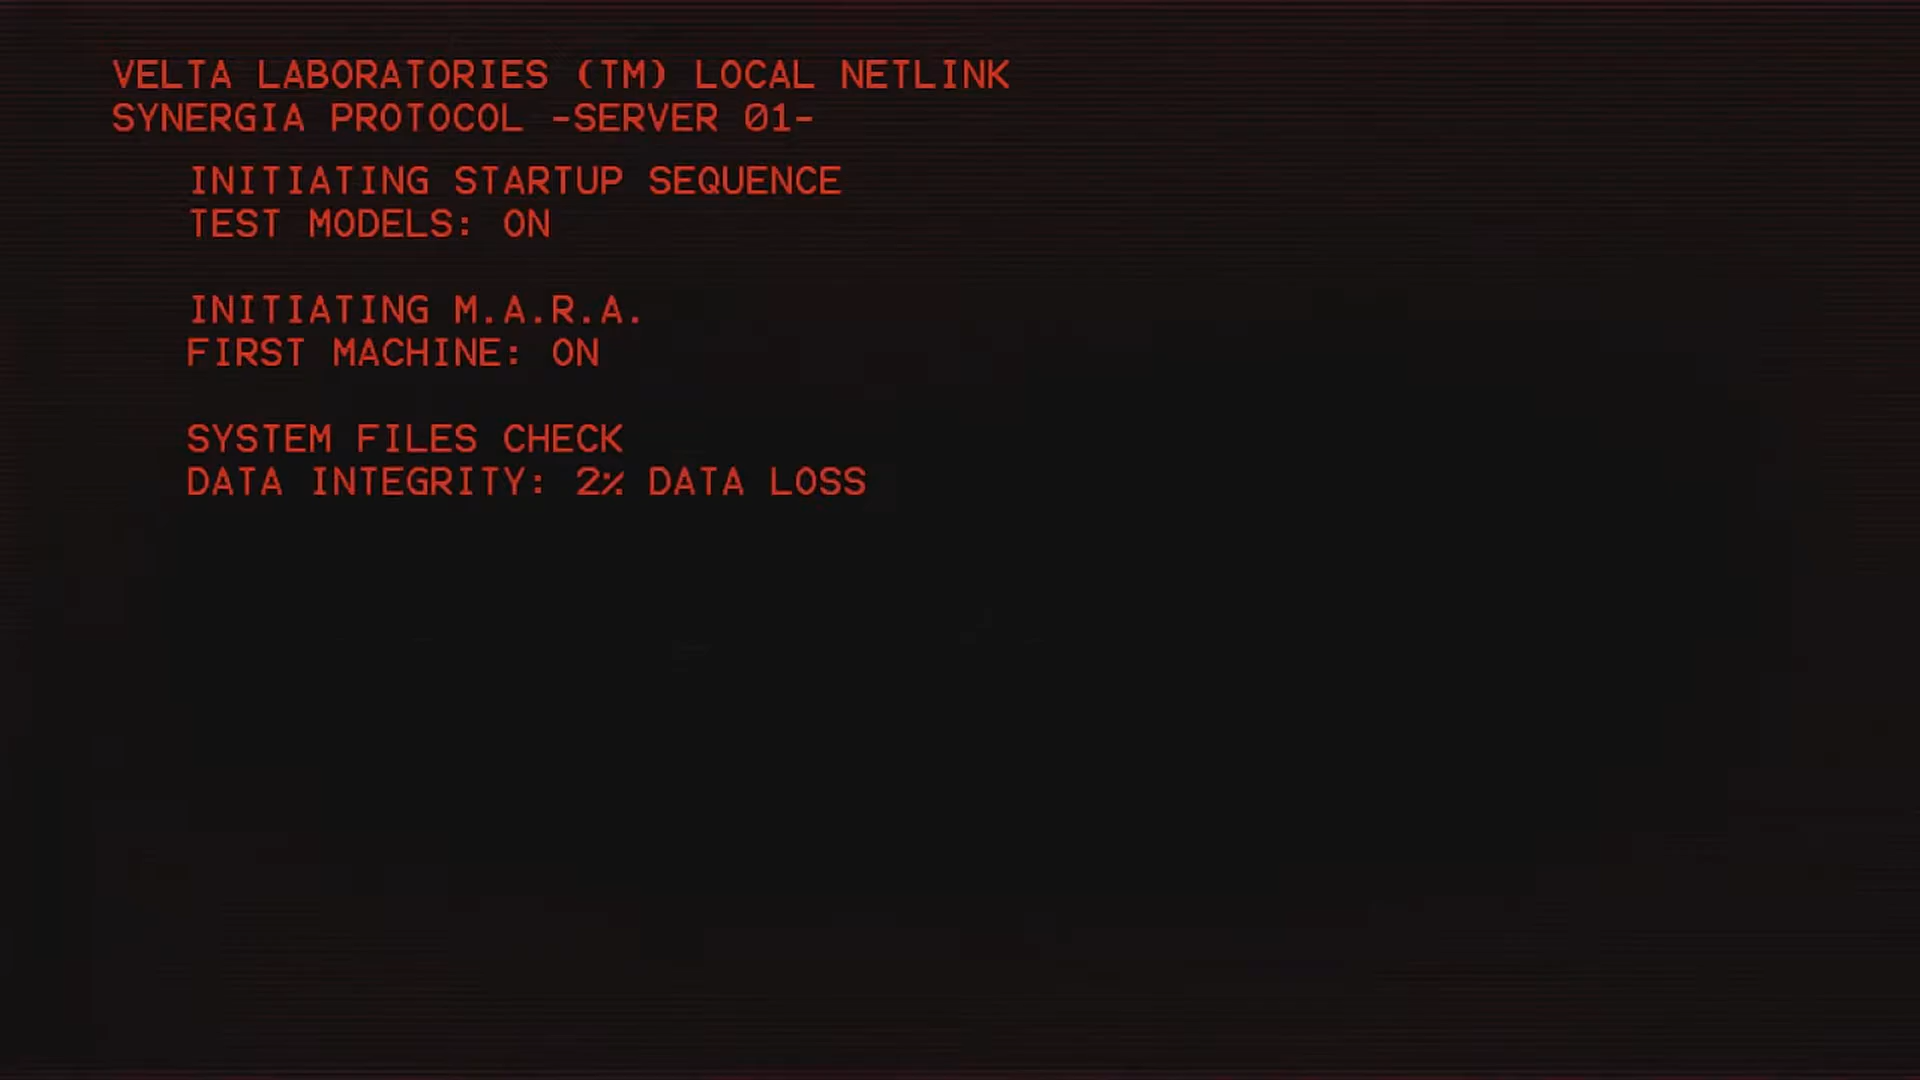 VELTA LABORATORIES (TM) LOCAL NETLINK
SYNERGIA PROTOCOL -SERVER 01-
INITIATING STARTUP SEQUENCE
TEST MODELS: ON
INITIATING M.A.R.A.
FIRST MACHINE: ON
SYSTEM FILES CHECK
DATA INTEGRITY: 2% DATA LOSS